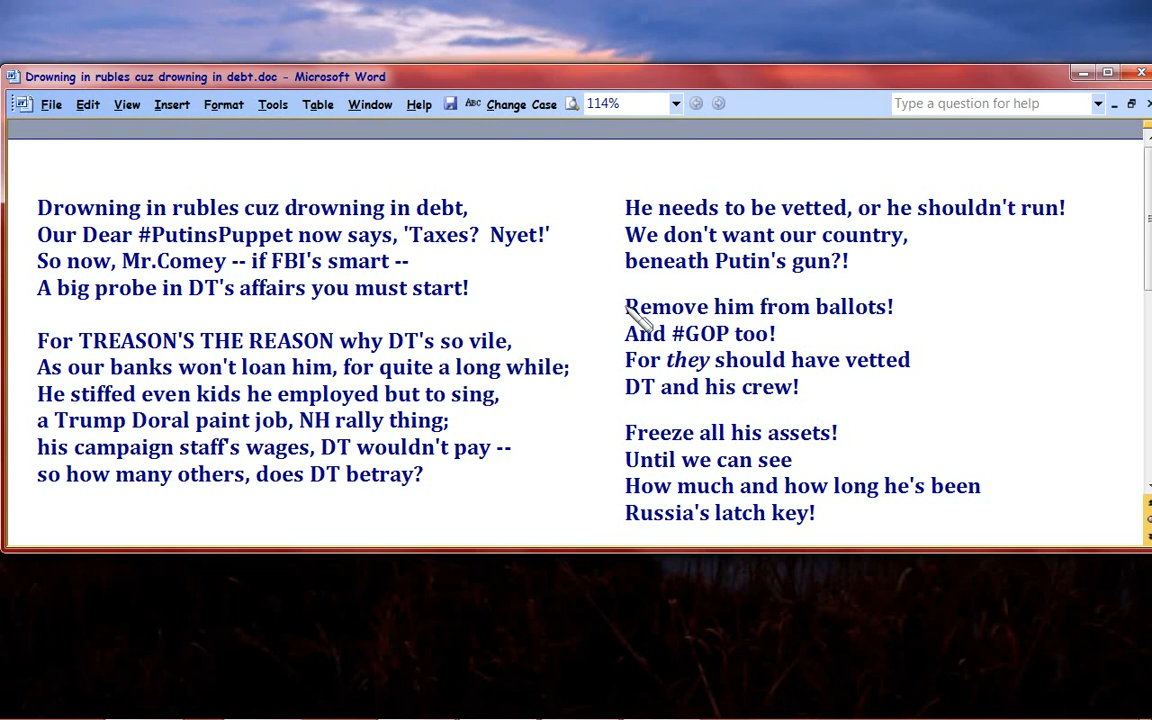 Drowning in rubles cuz drowning in debt.doc - Microsoft Word
File Edit View Insert Format Tools Table Window Help ABC Change Case 114% Type a question for help
Drowning in rubles cuz drowning in debt,
Our Dear #PutinsPuppet now says, 'Taxes?  Nyet!'
So now, Mr.Comey -- if FBI's smart --
A big probe in DT's affairs you must start!
For TREASON'S THE REASON why DT's so vile,
As our banks won't loan him, for quite a long while;
He stiffed even kids he employed but to sing,
a Trump Doral paint job, NH rally thing;
his campaign staff's wages, DT wouldn't pay --
so how many others, does DT betray?
He needs to be vetted, or he shouldn't run!
We don't want our country,
beneath Putin's gun?!
Remove him from ballots!
And #GOP too!
For they should have vetted
DT and his crew!
Freeze all his assets!
Until we can see
How much and how long he's been
Russia's latch key!